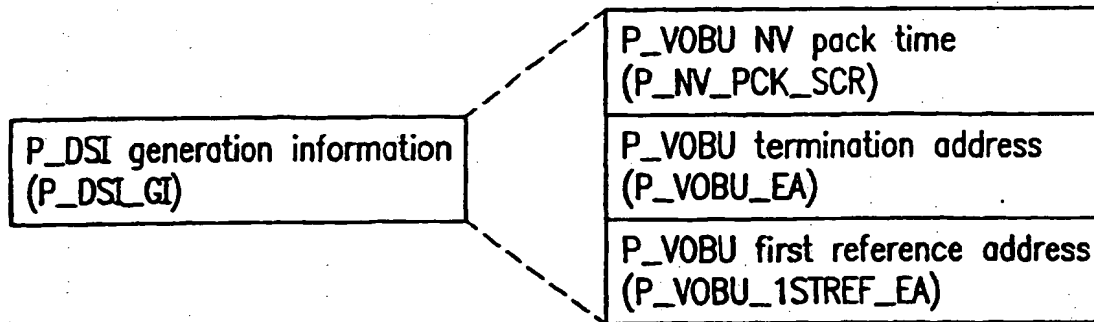 P_DSI generation information
(P_DSI_GI)
P_VOBU NV pack time
(P_NV_PCK_SCR)
P_VOBU termination address
(P_VOBU_EA)
P_VOBU first reference address
(P_VOBU_1STREF_EA)